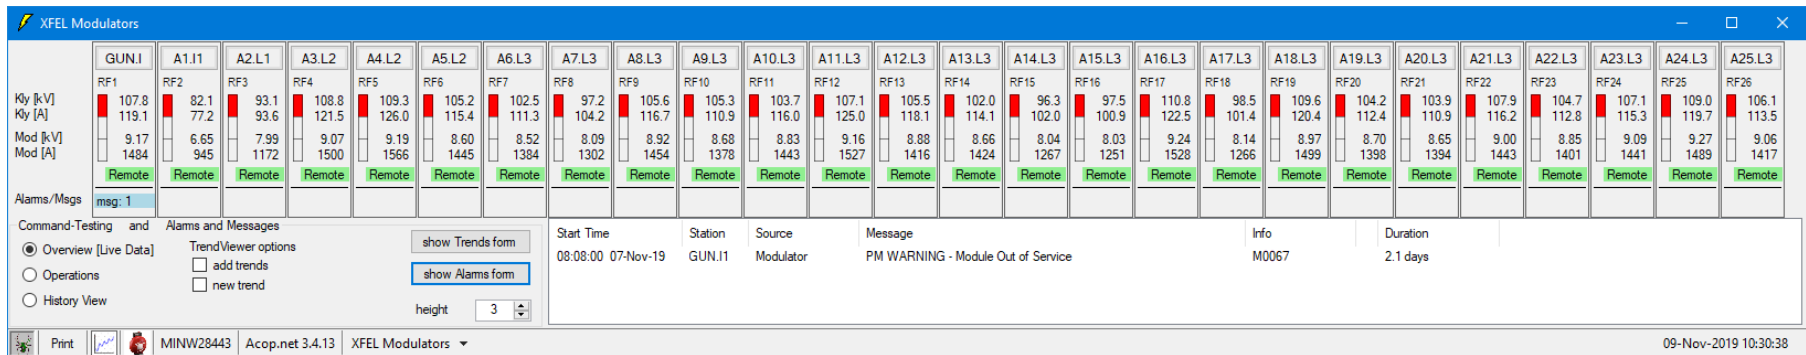 XFEL Modulators
GUN.I A1.I1 A2.L1 A3.L2 A4.L2 A5.L2 A6.L3 A7.L3 A8.L3 A9.L3 A10.L3 A11.L3 A12.L3 A13.L3 A14.L3 A15.L3 A16.L3 A17.L3 A18.L3 A19.L3 A20.L3 A21.L3 A22.L3 A23.L3 A24.L3 A25.L3
RF1 RF2 RF3 RF4 RF5 RF6 RF7 RF8 RF9 RF10 RF11 RF12 RF13 RF14 RF15 RF16 RF17 RF18 RF19 RF20 RF21 RF22 RF23 RF24 RF25 RF26
Kly [kV] 107.8 82.1 93.1 108.8 109.3 105.2 102.5 97.2 105.6 105.3 103.7 107.1 105.5 102.0 96.3 97.5 110.8 98.5 109.6 104.2 103.9 107.9 104.7 107.1 109.0 106.1
Kly [A] 119.1 77.2 93.6 121.5 126.0 115.4 111.3 104.2 116.7 110.9 116.0 125.0 118.1 114.1 102.0 100.9 122.5 101.4 120.4 112.4 110.9 116.2 112.8 115.3 119.7 113.5
Mod [kV] 9.17 6.65 7.99 9.07 9.19 8.60 8.52 8.09 8.92 8.68 8.83 9.16 8.88 8.66 8.04 8.03 9.24 8.14 8.97 8.70 8.65 9.00 8.85 9.09 9.27 9.06
Mod [A] 1484 945 1172 1500 1566 1445 1384 1302 1454 1378 1443 1527 1416 1424 1267 1251 1528 1266 1499 1398 1394 1443 1401 1441 1489 1417
Remote Remote Remote Remote Remote Remote Remote Remote Remote Remote Remote Remote Remote Remote Remote Remote Remote Remote Remote Remote Remote Remote Remote Remote Remote Remote
Alarms/Msgs msg: 1
Command-Testing and Alarms and Messages
Overview [Live Data]
Operations
History View
TrendViewer options
add trends
new trend
show Trends form
show Alarms form
height 3
Start Time Station Source Message Info Duration
08:08:00 07-Nov-19 GUN.I1 Modulator PM WARNING - Module Out of Service M0067 2.1 days
Print MINW28443 Acop.net 3.4.13 XFEL Modulators 09-Nov-2019 10:30:38